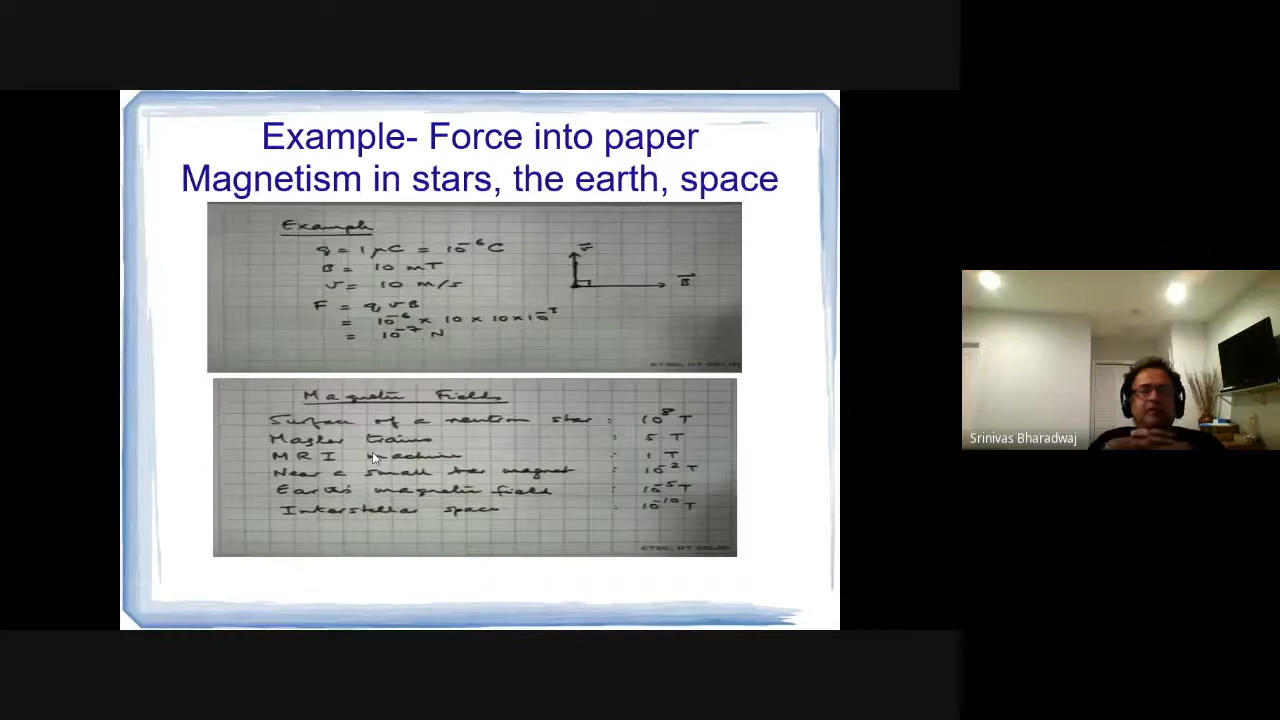 Example- Force into paper
Magnetism in stars, the earth, space
Example
q = 1 μC = 10⁻⁶ C
B = 10 mT
v = 10 m/s
F = q v B
= 10⁻⁶ × 10 × 10 × 10⁻³
= 10⁻⁷ N
v⃗
B⃗
Magnetic Fields
Surface of a neutron star : 10⁸ T
Maglev trains : 5 T
MRI machine : 1 T
Near a small bar magnet : 10⁻² T
Earth's magnetic field : 10⁻⁵ T
Interstellar space : 10⁻¹⁰ T
Srinivas Bharadwaj